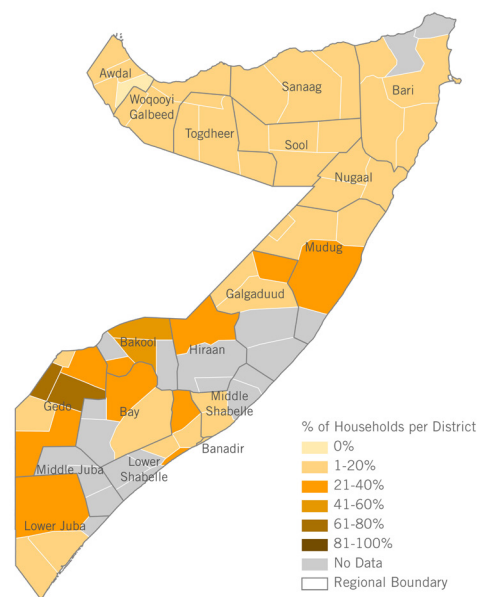 Awdal
Woqooyi
Galbeed
Togdheer
Sanaag
Sool
Bari
Nugaal
Mudug
Galgaduud
Hiraan
Bakool
Gedo
Bay
Middle
Shabelle
Banadir
Lower
Shabelle
Middle Juba
Lower Juba
% of Households per District
0%
1-20%
21-40%
41-60%
61-80%
81-100%
No Data
Regional Boundary